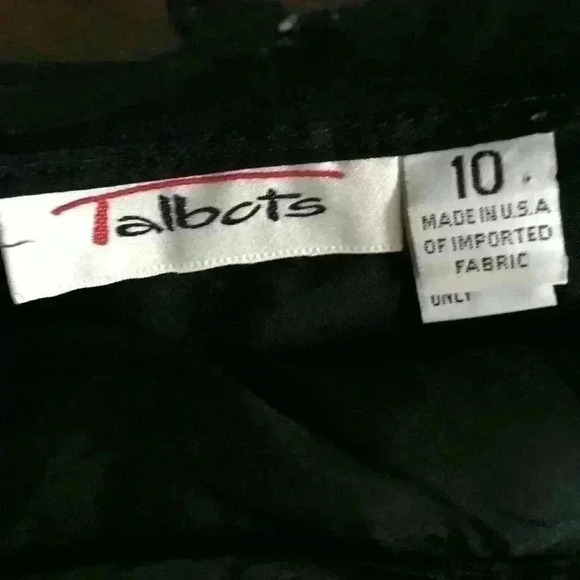 Talbots
10
MADE IN U.S.A
OF IMPORTED
FABRIC
ONLY